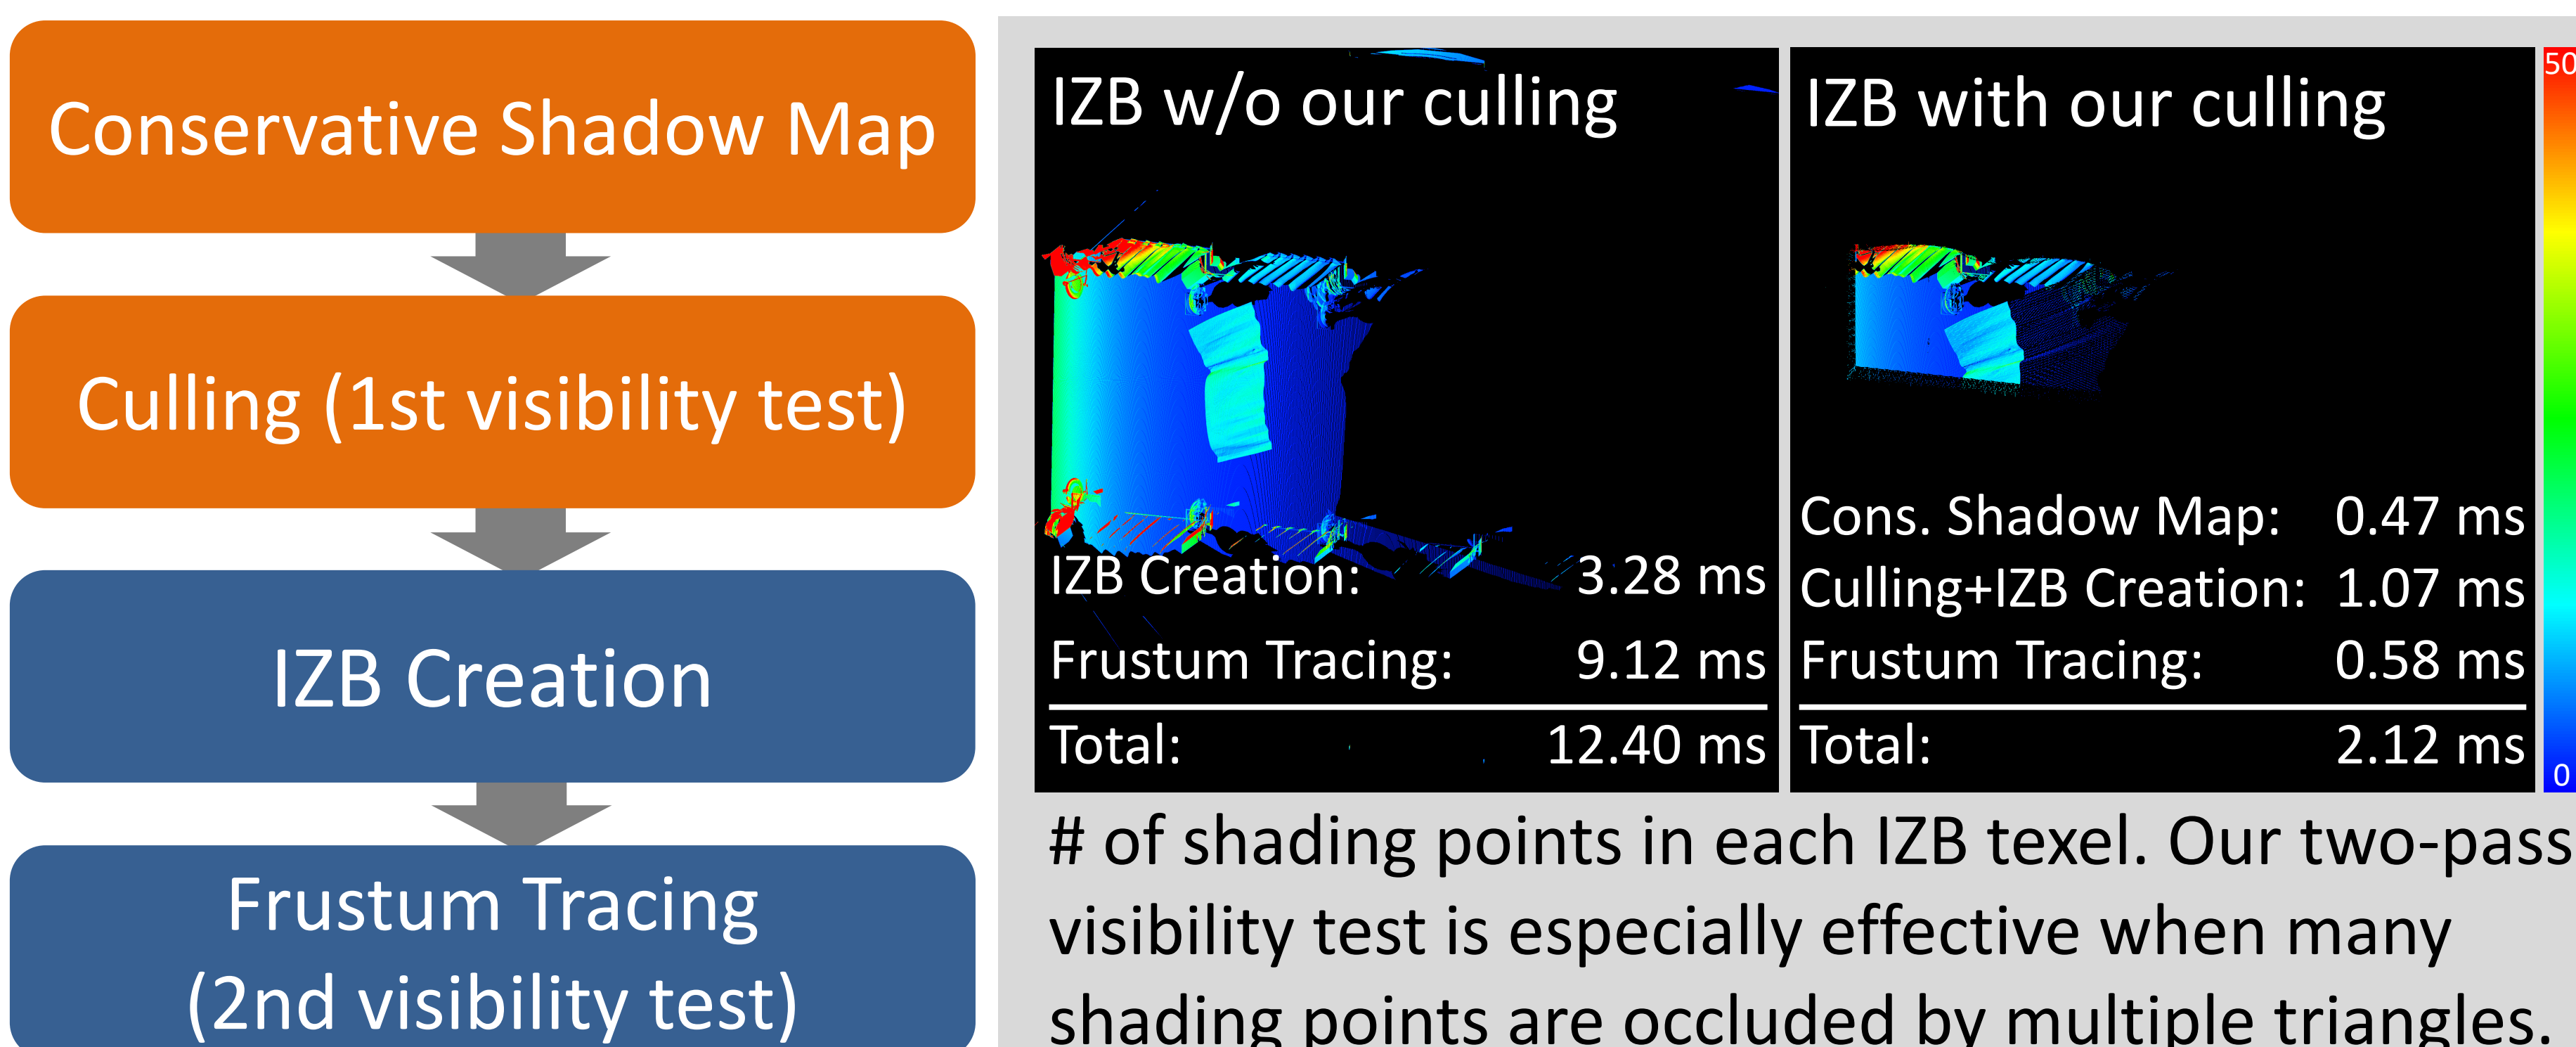 Conservative Shadow Map
Culling (1st visibility test)
IZB Creation
Frustum Tracing
(2nd visibility test)
IZB w/o our culling
IZB Creation: 3.28 ms
Frustum Tracing: 9.12 ms
Total: 12.40 ms
IZB with our culling
Cons. Shadow Map: 0.47 ms
Culling+IZB Creation: 1.07 ms
Frustum Tracing: 0.58 ms
Total: 2.12 ms
50
0
# of shading points in each IZB texel. Our two-pass
visibility test is especially effective when many
shading points are occluded by multiple triangles.